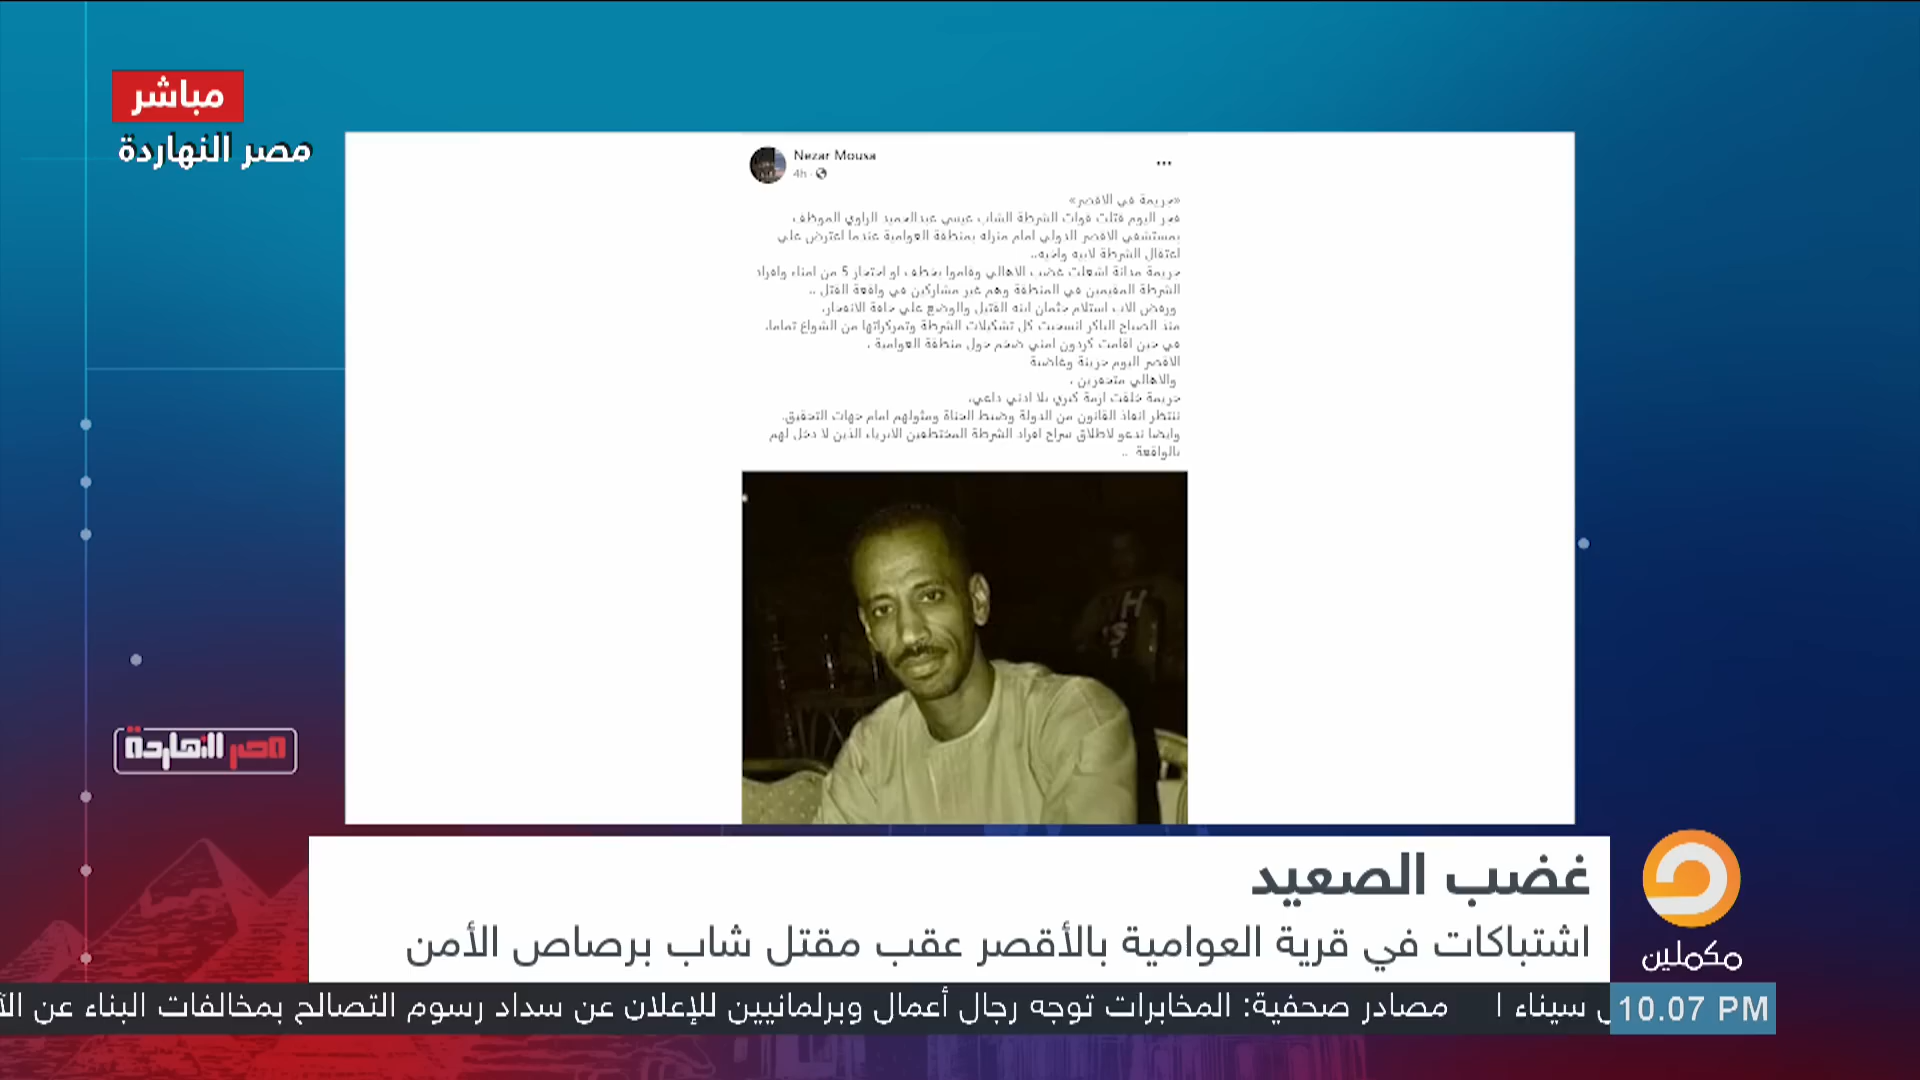 مباشر
مصر النهاردة
Nezar Mousa
4h
«جريمة في الاقصر»
فجر اليوم قتلت قوات الشرطة الشاب عيسي عبدالحميد الراوي الموظف
بمستشفي الاقصر الدولي امام منزله بمنطقة العوامية عندما اعترض علي
اعتقال الشرطة لابيه واخيه..
جريمة مدانة اشعلت غضب الاهالي وقاموا بخطف او احتجاز 5 من امناء وافراد
الشرطة المقيمين في المنطقة وهم غير مشاركين في واقعة القتل ..
ورفض الاب استلام جثمان ابنه القتيل والوضع علي حافة الانفجار.
منذ الصباح الباكر انسحبت كل تشكيلات الشرطة وتمركزاتها من الشواع تماما،
في حين اقامت كردون امني ضخم حول منطقة العوامية .
الاقصر اليوم حزينة وغاضبة
والاهالي متحفزين .
جريمة خلقت ازمة كبري بلا ادني داعي.
ننتظر انفاذ القانون من الدولة وضبط الجناة ومثولهم امام جهات التحقيق.
وايضا ندعو لاطلاق سراح افراد الشرطة المختطفين الابرياء الذين لا دخل لهم
بالواقعة ..
مصر النهاردة
غضب الصعيد
اشتباكات في قرية العوامية بالأقصر عقب مقتل شاب برصاص الأمن
مكملين
سيناء ا مصادر صحفية: المخابرات توجه رجال أعمال وبرلمانيين للإعلان عن سداد رسوم التصالح بمخالفات البناء عن
10.07 PM